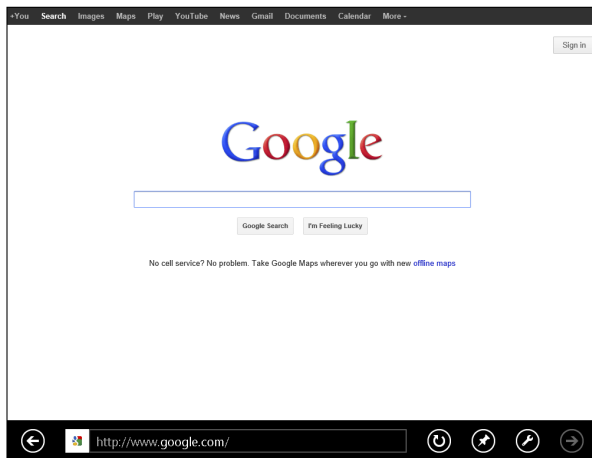 +You Search Images Maps Play YouTube News Gmail Documents Calendar More -
Sign in
Google
Google Search I'm Feeling Lucky
No cell service? No problem. Take Google Maps wherever you go with new offline maps
http://www.google.com/